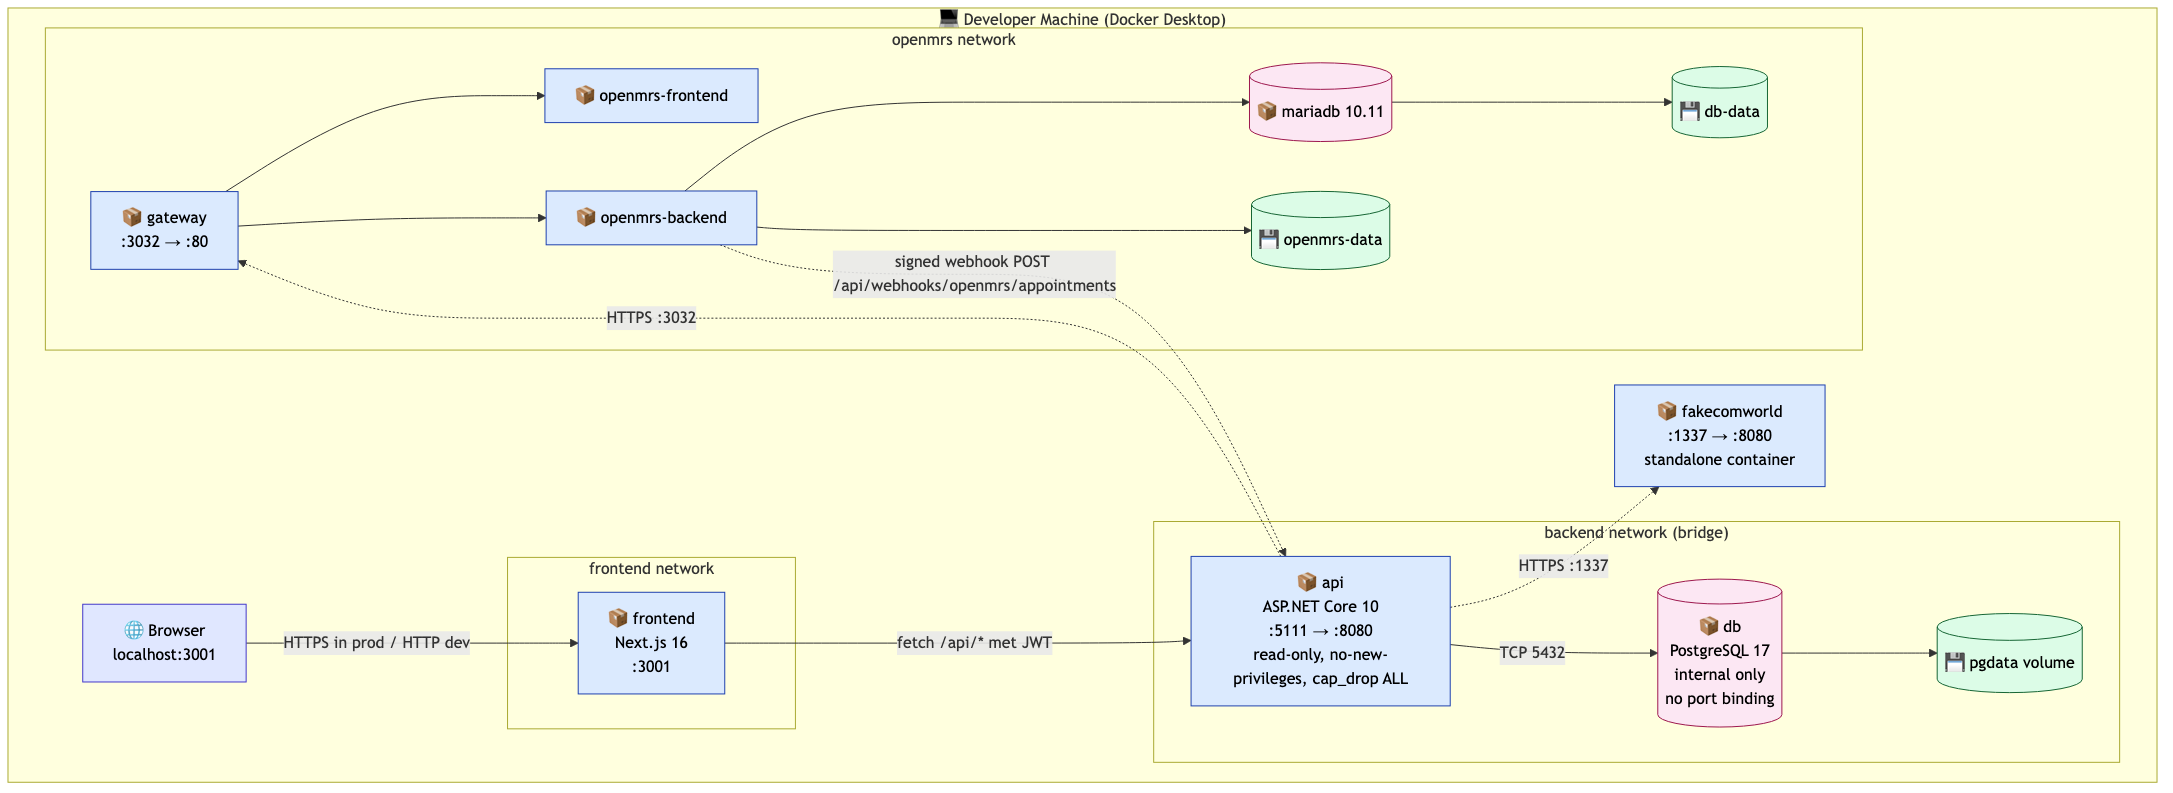 Developer Machine (Docker Desktop)
openmrs network
openmrs-frontend
mariadb 10.11
db-data
gateway
:3032 → :80
openmrs-backend
openmrs-data
signed webhook POST
/api/webhooks/openmrs/appointments
HTTPS :3032
fakecomworld
:1337 → :8080
standalone container
backend network (bridge)
HTTPS :1337
frontend network
Browser
localhost:3001
HTTPS in prod / HTTP dev
frontend
Next.js 16
:3001
fetch /api/* met JWT
api
ASP.NET Core 10
:5111 → :8080
read-only, no-new-
privileges, cap_drop ALL
TCP 5432
db
PostgreSQL 17
internal only
no port binding
pgdata volume